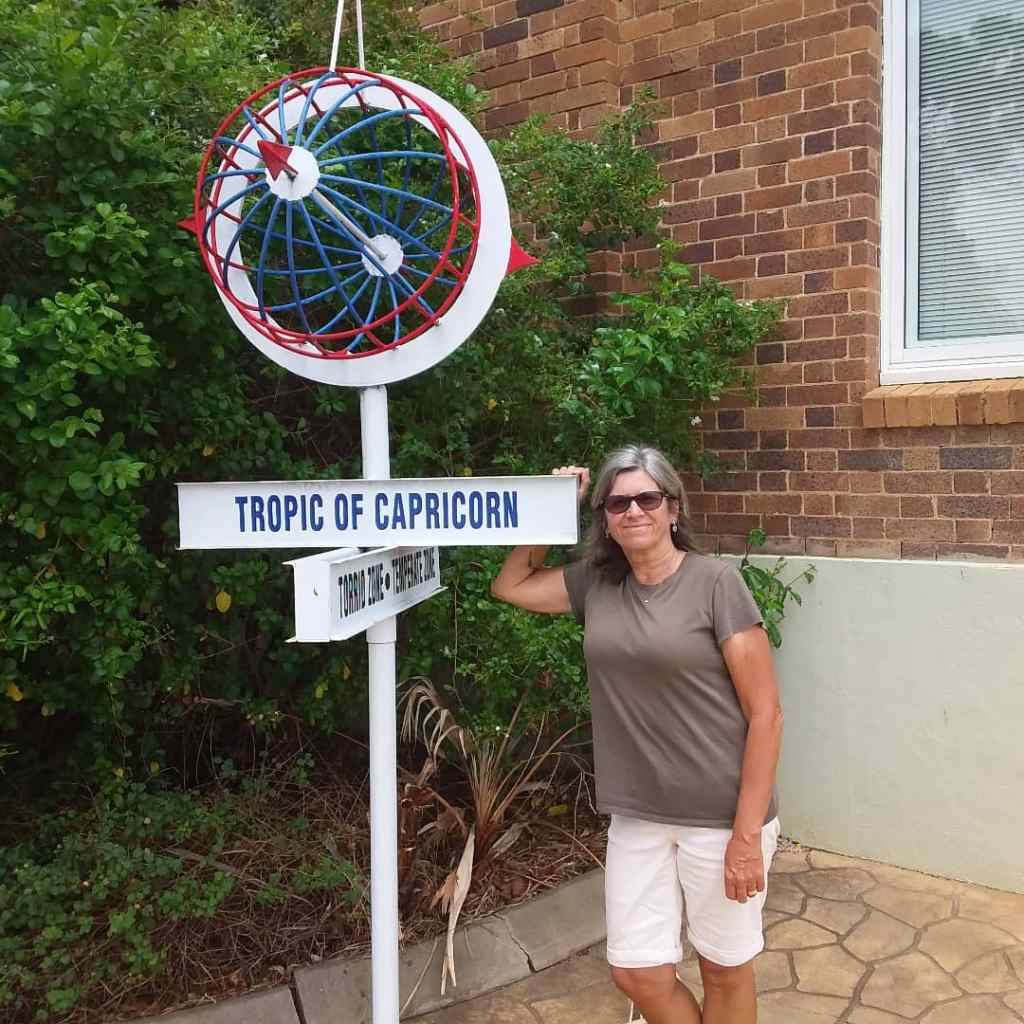 TROPIC OF CAPRICORN
TORRID ZONE • TEMPERATE ZONE